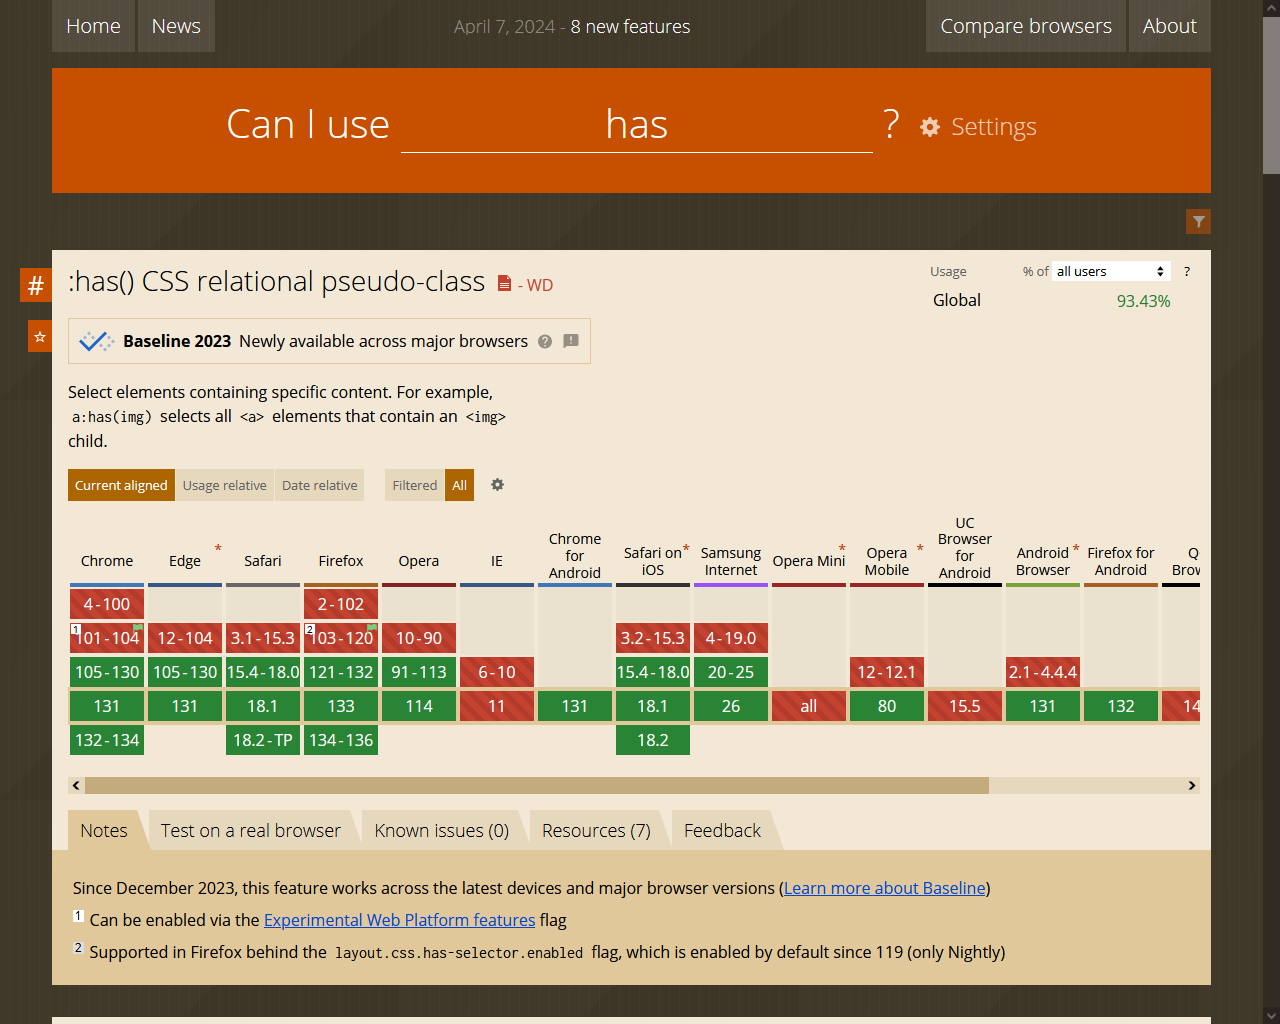 Home News April 7, 2024 - 8 new features Compare browsers About
Can I use has ? Settings
# :has() CSS relational pseudo-class - WD
Usage % of all users ?
Global 93.43%
Baseline 2023 Newly available across major browsers
Select elements containing specific content. For example,
a:has(img) selects all <a> elements that contain an <img>
child.
Current aligned Usage relative Date relative Filtered All
Chrome Edge * Safari Firefox Opera IE Chrome for Android Safari on iOS * Samsung Internet Opera Mini * Opera Mobile * UC Browser for Android Android Browser * Firefox for Android
4-100 2-102
1 101-104 12-104 3.1-15.3 2 103-120 10-90 3.2-15.3 4-19.0
105-130 105-130 15.4-18.0 121-132 91-113 6-10 15.4-18.0 20-25 12-12.1 2.1-4.4.4
131 131 18.1 133 114 11 131 18.1 26 all 80 15.5 131 132 14
132-134 18.2-TP 134-136 18.2
Notes Test on a real browser Known issues (0) Resources (7) Feedback
Since December 2023, this feature works across the latest devices and major browser versions (Learn more about Baseline)
1 Can be enabled via the Experimental Web Platform features flag
2 Supported in Firefox behind the layout.css.has-selector.enabled flag, which is enabled by default since 119 (only Nightly)